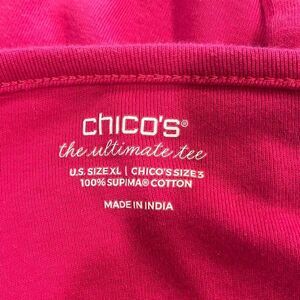 chico's®
the ultimate tee
U.S. SIZE XL | CHICO'S SIZE 3
100% SUPIMA® COTTON
MADE IN INDIA